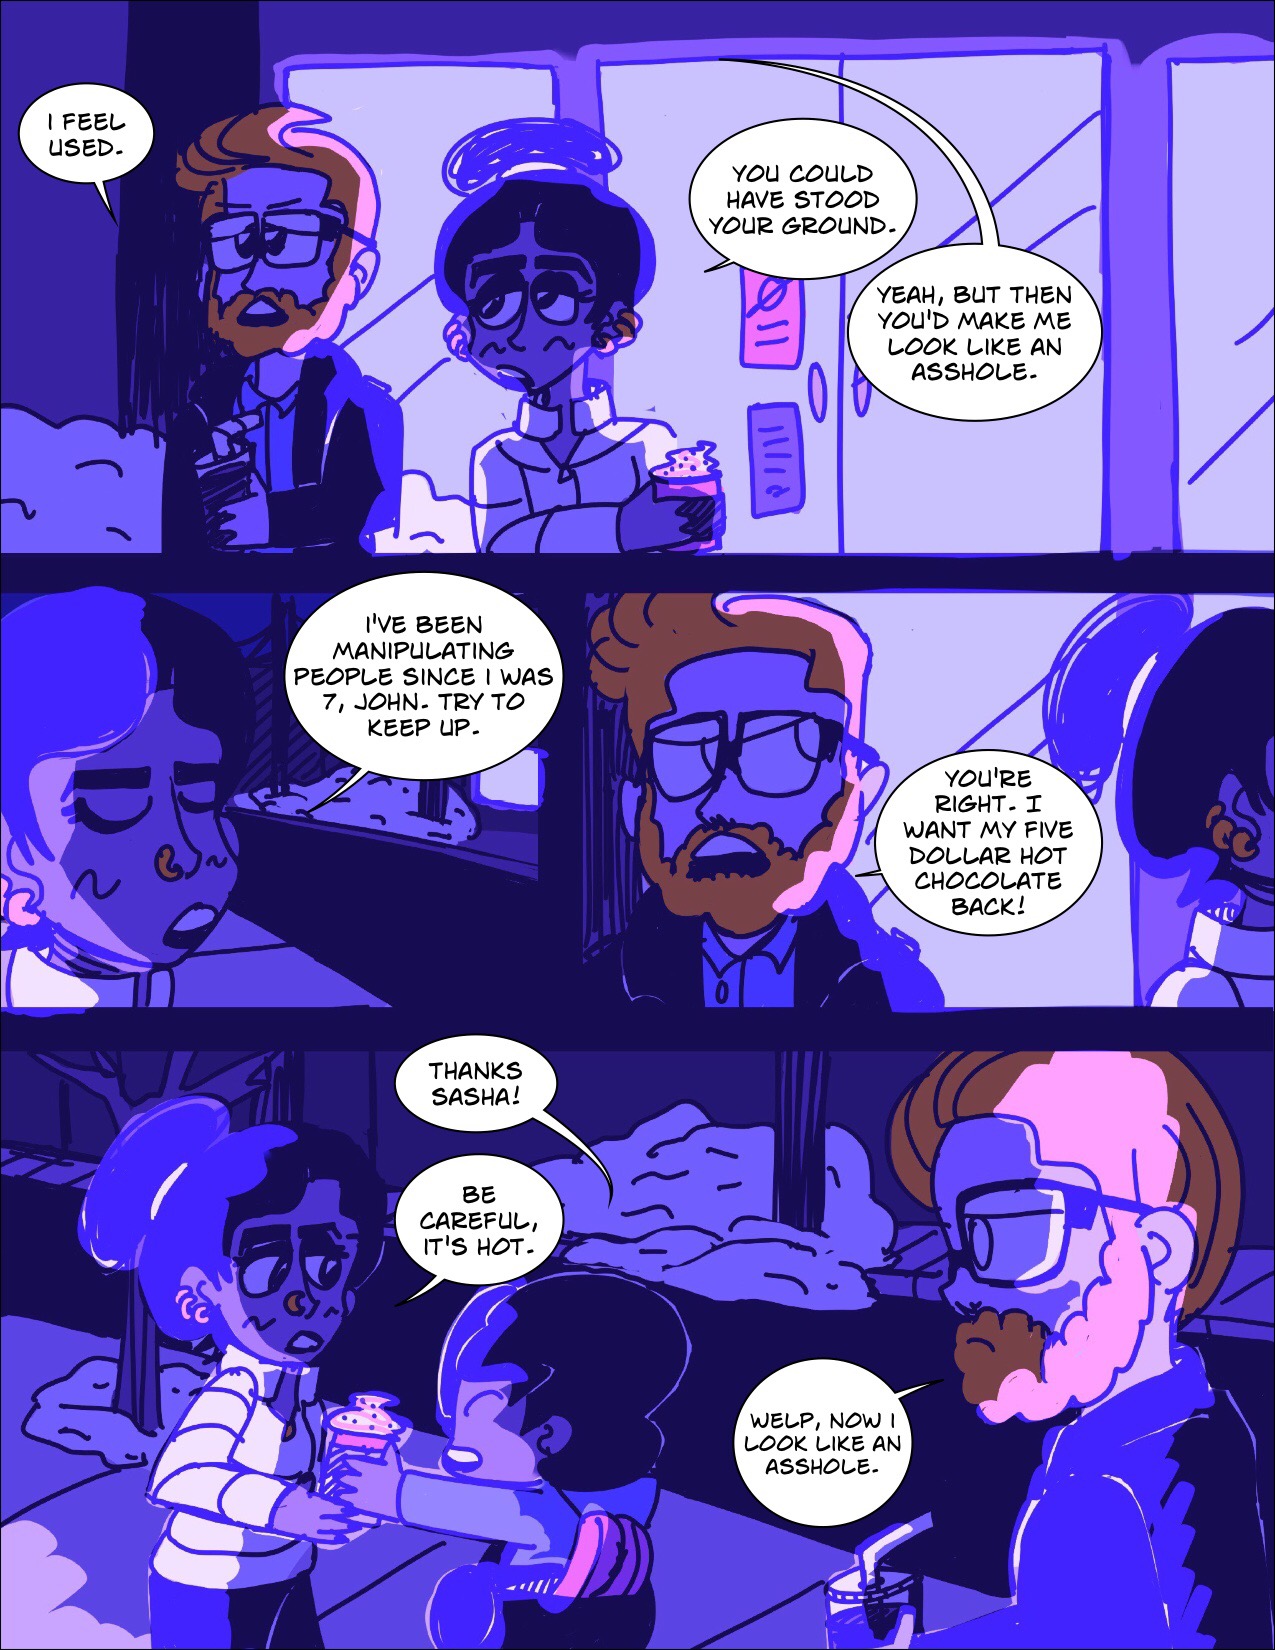 I FEEL
USED.
YOU COULD
HAVE STOOD
YOUR GROUND.
YEAH, BUT THEN
YOU'D MAKE ME
LOOK LIKE AN
ASSHOLE.
I'VE BEEN
MANIPULATING
PEOPLE SINCE I WAS
7, JOHN. TRY TO
KEEP UP.
YOU'RE
RIGHT. I
WANT MY FIVE
DOLLAR HOT
CHOCOLATE
BACK!
THANKS
SASHA!
BE
CAREFUL,
IT'S HOT.
WELP, NOW I
LOOK LIKE AN
ASSHOLE.